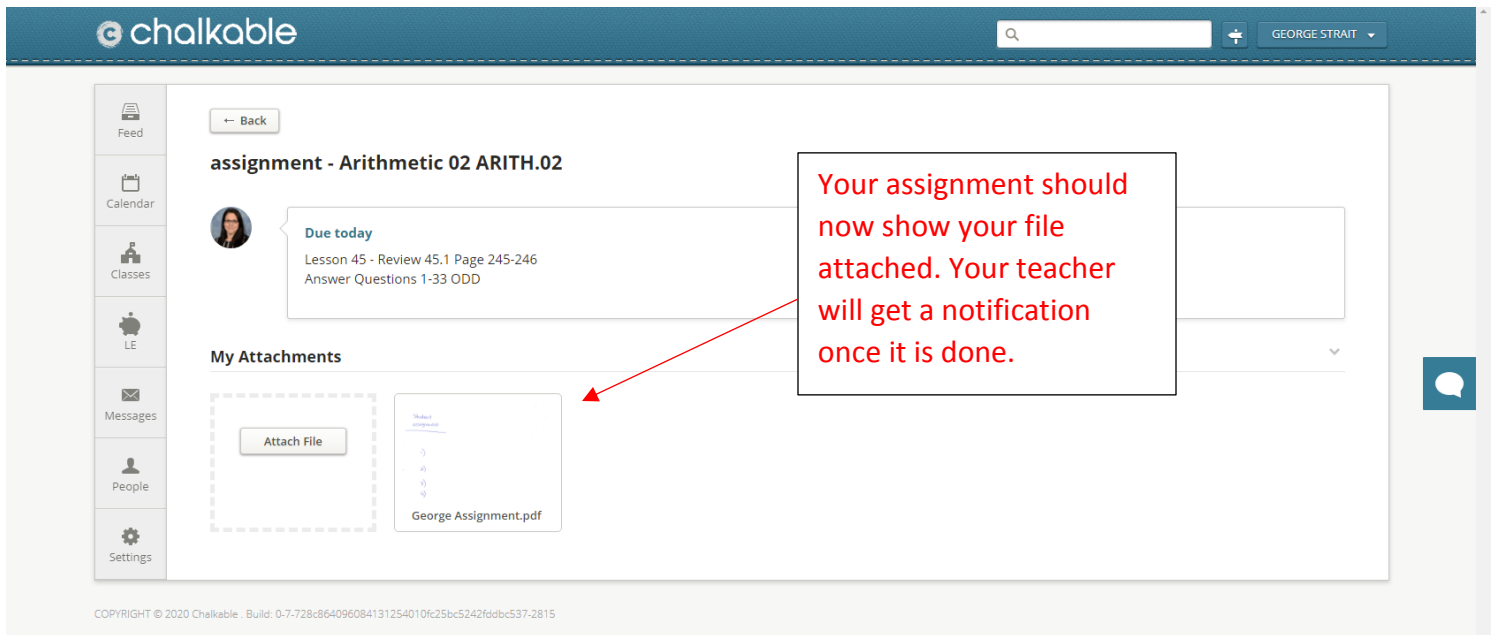 chalkable
GEORGE STRAIT
Feed
Calendar
Classes
LE
Messages
People
Settings
← Back
assignment - Arithmetic 02 ARITH.02
Due today
Lesson 45 - Review 45.1 Page 245-246
Answer Questions 1-33 ODD
Your assignment should
now show your file
attached. Your teacher
will get a notification
once it is done.
My Attachments
Attach File
Student
assignment
George Assignment.pdf
COPYRIGHT © 2020 Chalkable . Build: 0-7-728c864096084131254010fc25bc5242fddbc537-2815